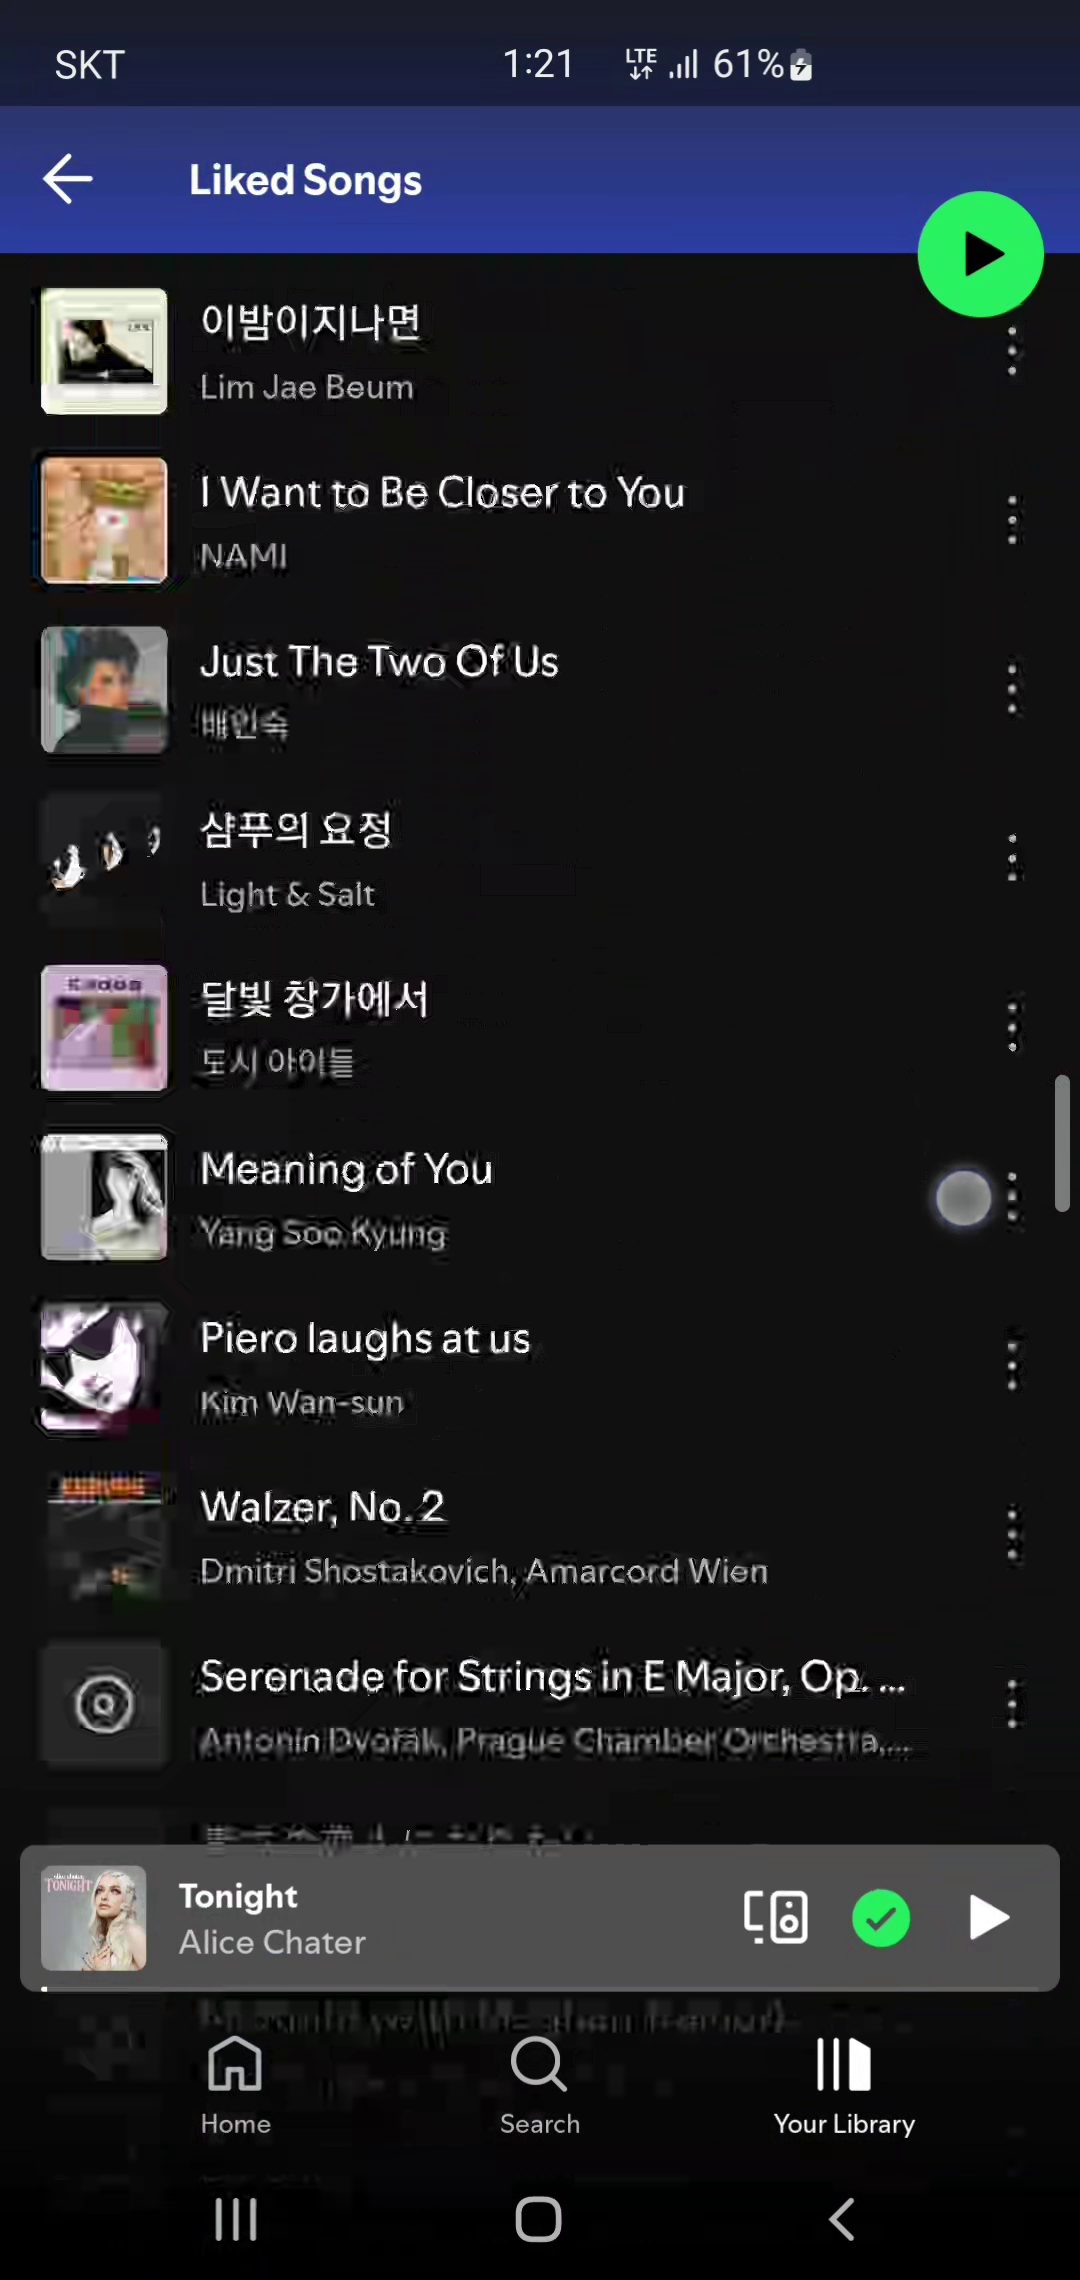 SKT
1:21
LTE
61%
Liked Songs
이밤이지나면
Lim Jae Beum
I Want to Be Closer to You
NAMI
Just The Two Of Us
배인숙
샴푸의 요정
Light & Salt
달빛 창가에서
도시 아이들
Meaning of You
Yang Soo Kyung
Piero laughs at us
Kim Wan-sun
Walzer, No. 2
Dmitri Shostakovich, Amarcord Wien
Serenade for Strings in E Major, Op. ...
Antonín Dvořák, Prague Chamber Orchestra,...
TONIGHT
Tonight
Alice Chater
Home
Search
Your Library